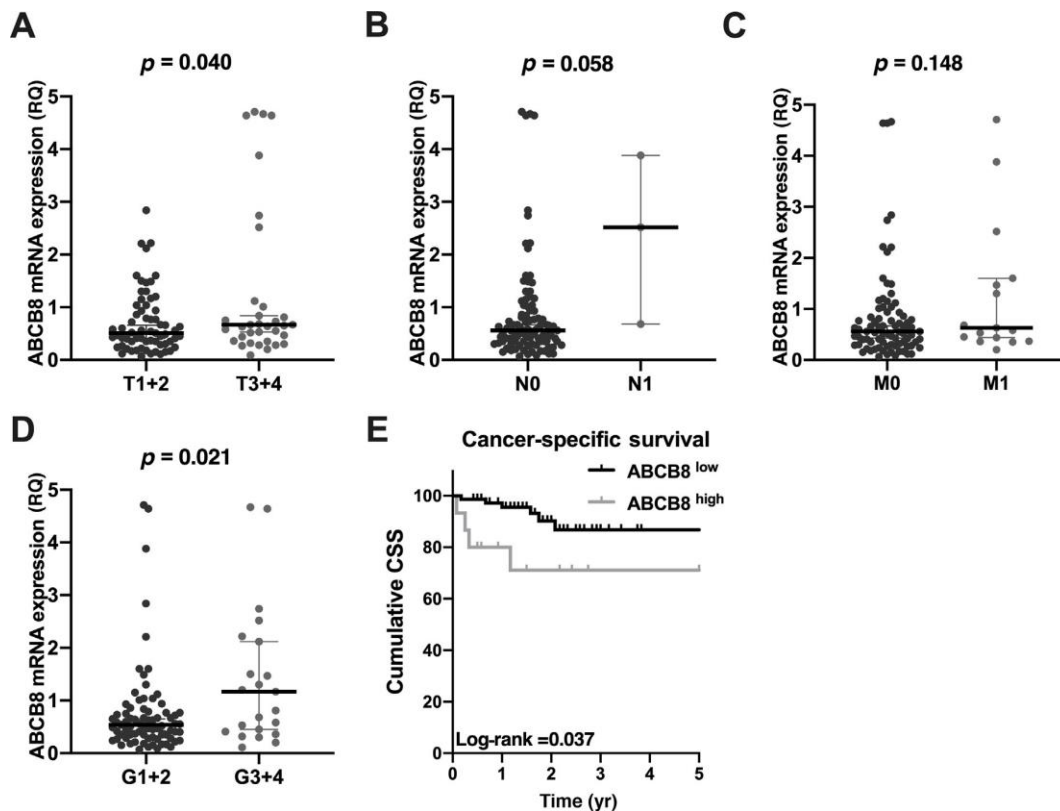 A
p = 0.040
ABCB8 mRNA expression (RQ)
5
4
3
2
1
0
T1+2 T3+4
B
p = 0.058
ABCB8 mRNA expression (RQ)
5
4
3
2
1
0
N0 N1
C
p = 0.148
ABCB8 mRNA expression (RQ)
5
4
3
2
1
0
M0 M1
D
p = 0.021
ABCB8 mRNA expression (RQ)
5
4
3
2
1
0
G1+2 G3+4
E
Cancer-specific survival
ABCB8 low
ABCB8 high
Cumulative CSS
100
80
60
40
20
0
Log-rank =0.037
0 1 2 3 4 5
Time (yr)